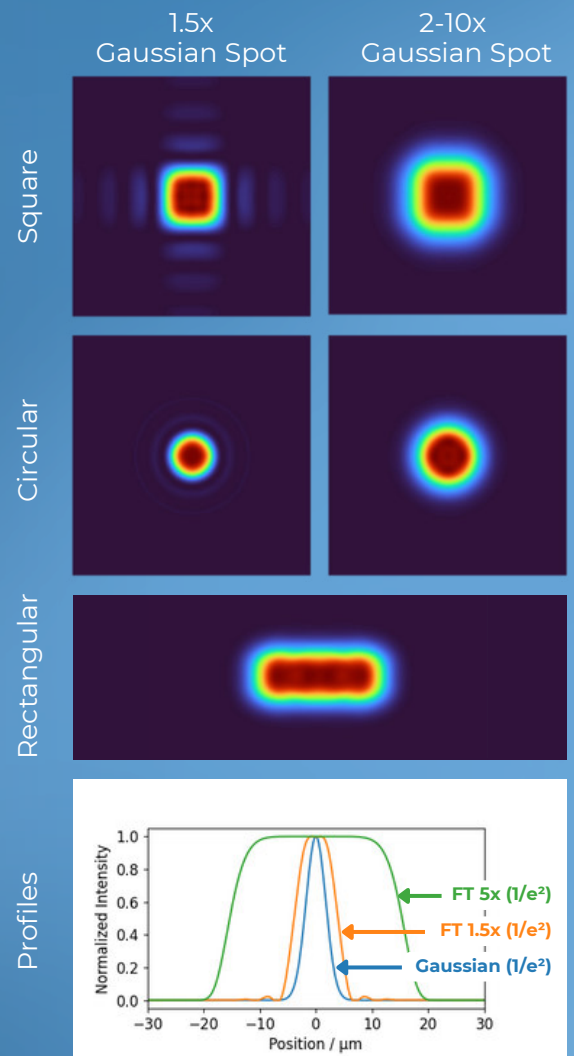 1.5x
Gaussian Spot
2-10x
Gaussian Spot
Square
Circular
Rectangular
Profiles
Normalized Intensity
1.0
0.8
0.6
0.4
0.2
0.0
FT 5x (1/e²)
FT 1.5x (1/e²)
Gaussian (1/e²)
−30 −20 −10 0 10 20 30
Position / μm